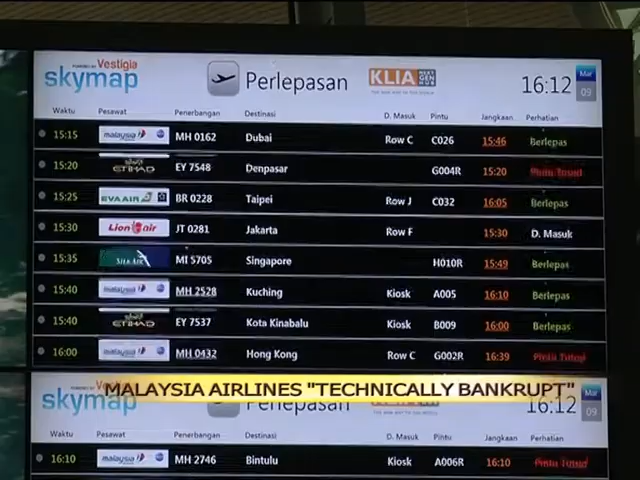 POWERED BY Vestigia
skymap Perlepasan KLIA NEXT GEN HUB 16:12 Mar 09
Waktu Pesawat Penerbangan Destinasi D. Masuk Pintu Jangkaan Perhatian
15:15 malaysia MH 0162 Dubai Row C C026 15:46 Berlepas
15:20 ETIHAD EY 7548 Denpasar G004R 15:20 Pintu Tutup
15:25 EVA AIR BR 0228 Taipei Row J C032 16:05 Berlepas
15:30 Lion air JT 0281 Jakarta Row F 15:30 D. Masuk
15:35 SILKAIR MI 5705 Singapore H010R 15:49 Berlepas
15:40 malaysia MH 2528 Kuching Kiosk A005 16:10 Berlepas
15:40 ETIHAD EY 7537 Kota Kinabalu Kiosk B009 16:00 Berlepas
16:00 malaysia MH 0432 Hong Kong Row C G002R 16:39 Pintu Tutup
MALAYSIA AIRLINES "TECHNICALLY BANKRUPT"
skymap Perlepasan 16:12 Mar 09
Waktu Pesawat Penerbangan Destinasi D. Masuk Pintu Jangkaan Perhatian
16:10 malaysia MH 2746 Bintulu Kiosk A006R 16:10 Pintu Tutup